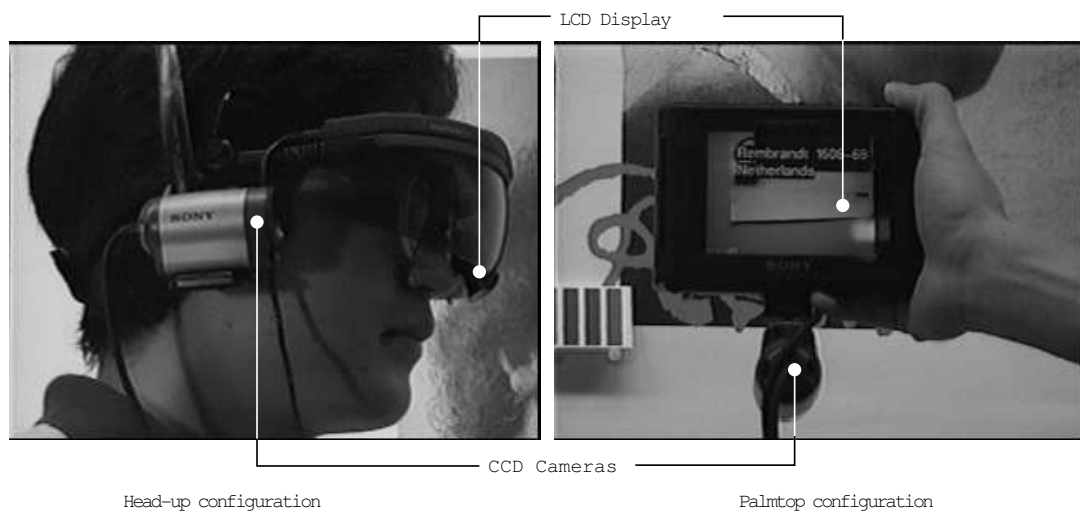 LCD Display
SONY
Rembrandt 1606-69
Netherlands
SONY
CCD Cameras
Head-up configuration
Palmtop configuration